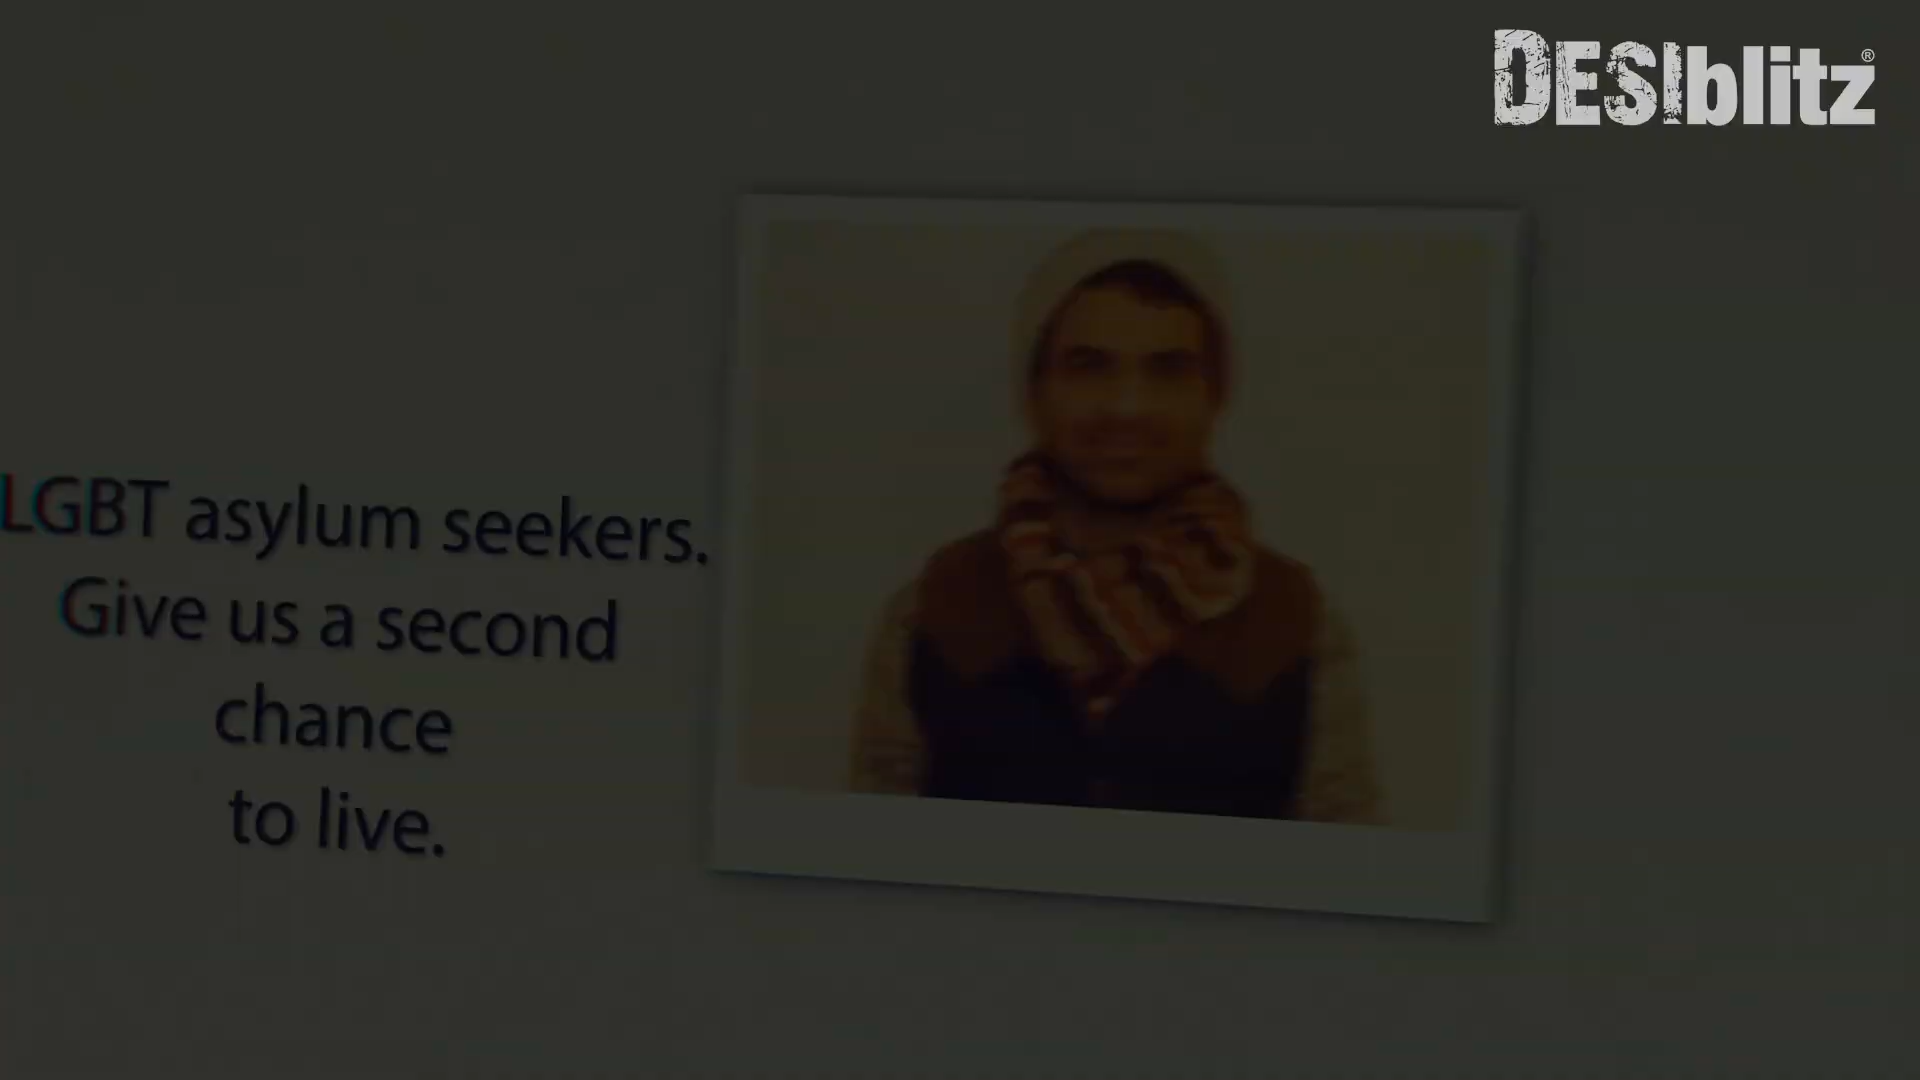 DESIblitz®
LGBT asylum seekers.
Give us a second
chance
to live.